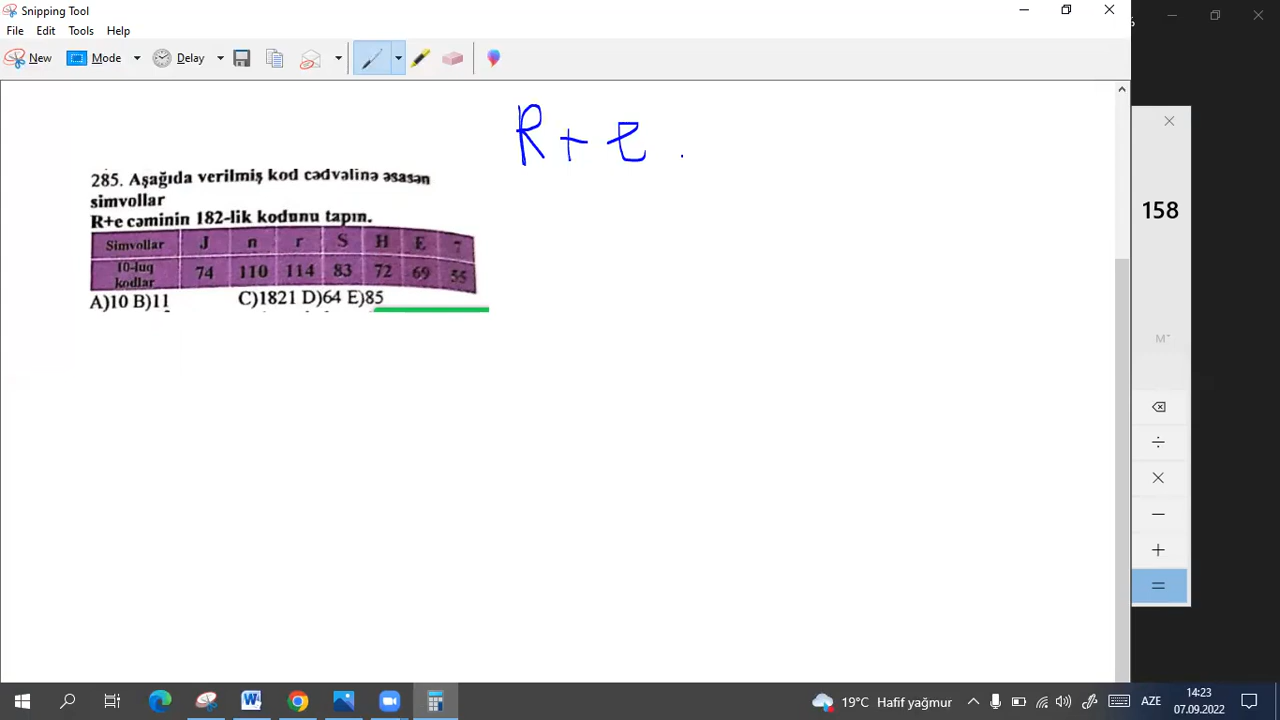 Snipping Tool
File Edit Tools Help
New Mode Delay
R+e
285. Aşağıda verilmiş kod cədvəlinə əsasən
simvollar
R+e cəminin 182-lik kodunu tapın.
Simvollar J n r S H E 7
10-luq
kodlar 74 110 114 83 72 69 55
A)10 B)11 C)1821 D)64 E)85
158
M
÷
×
−
+
=
19°C Hafif yağmur AZE 14:23
07.09.2022